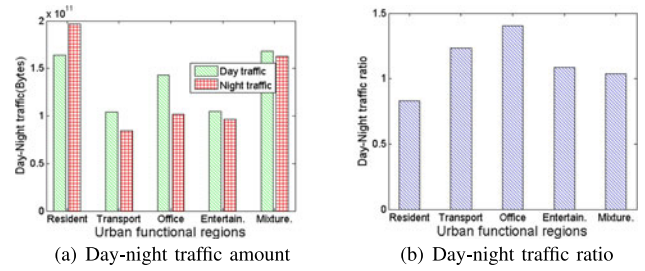 2 x 10^11
1.5
1
0.5
0
Day-Night traffic(Bytes)
Day traffic
Night traffic
Resident Transport Office Entertain. Mixture.
Urban functional regions
(a) Day-night traffic amount
1.5
1
0.5
0
Day-Night traffic ratio
Resident Transport Office Entertain. Mixture.
Urban functional regions
(b) Day-night traffic ratio